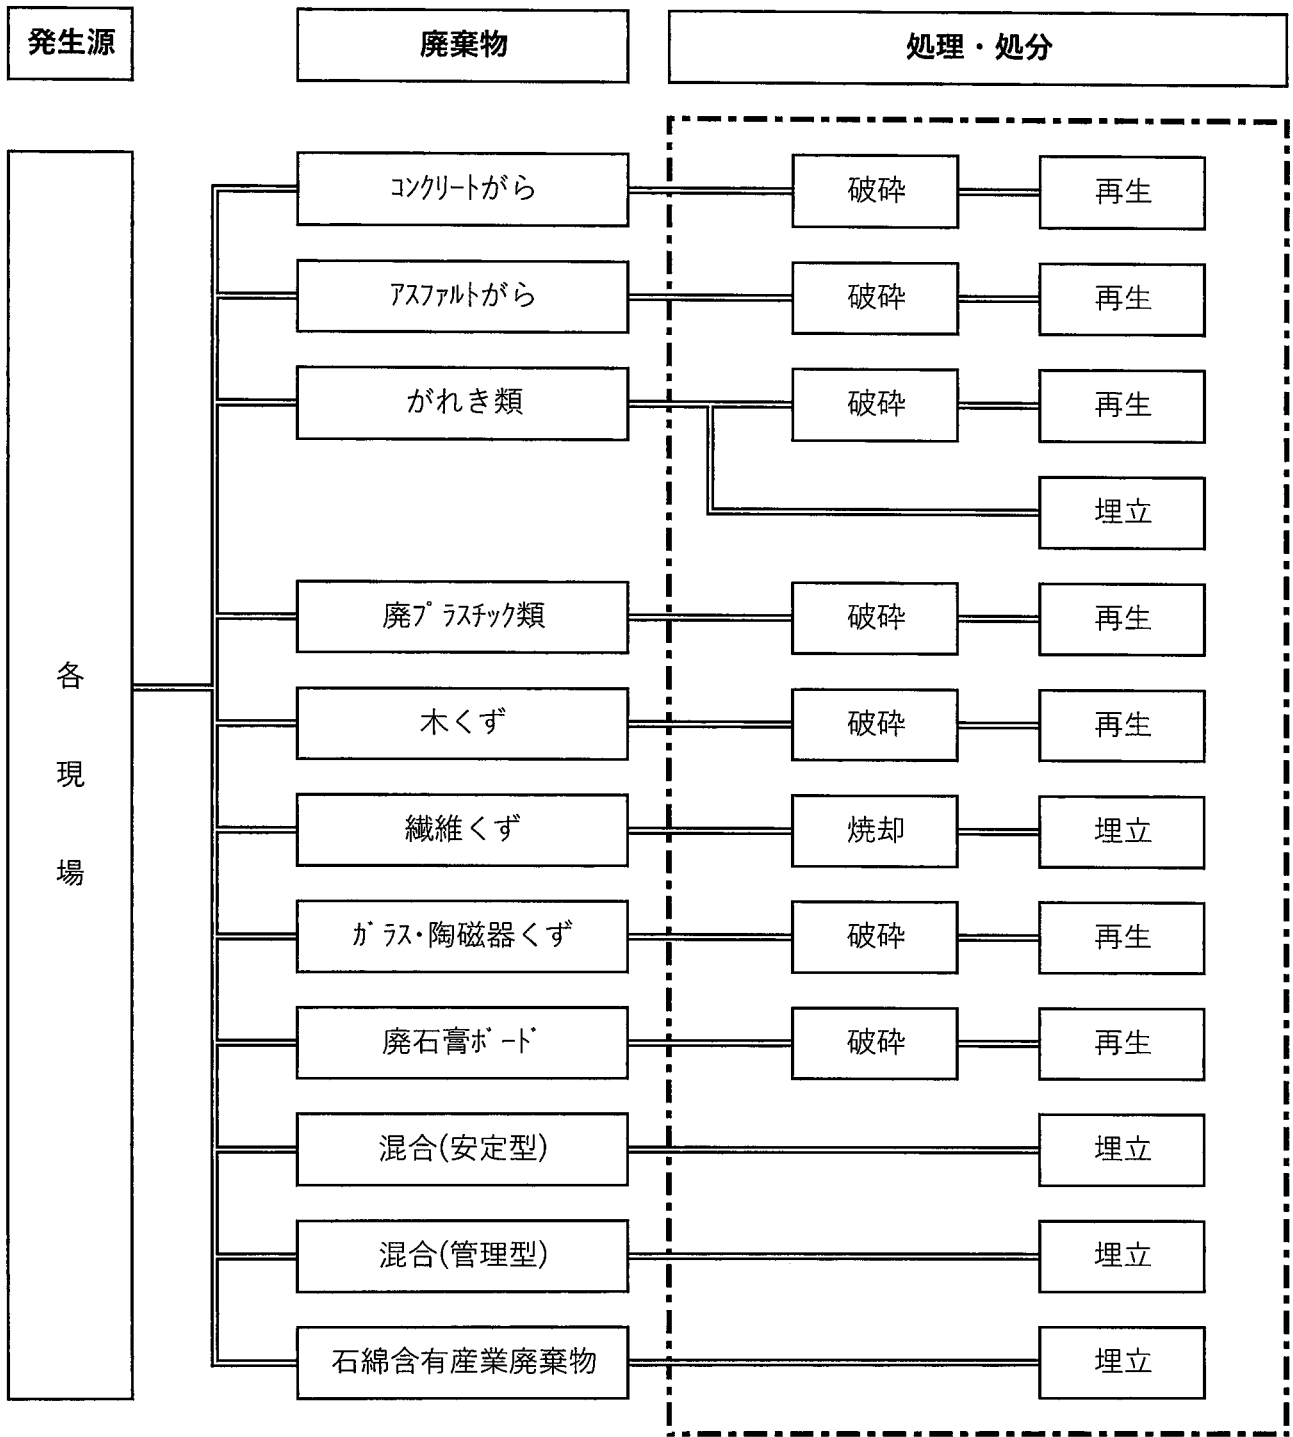 発生源 廃棄物 処理・処分
各現場
ｺﾝｸﾘｰﾄがら 破砕 再生
ｱｽﾌｧﾙﾄがら 破砕 再生
がれき類 破砕 再生
埋立
廃ﾌﾟﾗｽﾁｯｸ類 破砕 再生
木くず 破砕 再生
繊維くず 焼却 埋立
ｶﾞﾗｽ･陶磁器くず 破砕 再生
廃石膏ﾎﾞｰﾄﾞ 破砕 再生
混合(安定型) 埋立
混合(管理型) 埋立
石綿含有産業廃棄物 埋立